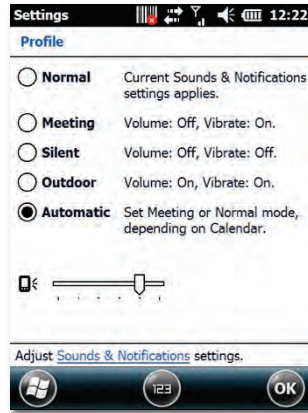 Settings 12:22
Profile
Normal Current Sounds & Notifications
settings applies.
Meeting Volume: Off, Vibrate: On.
Silent Volume: Off, Vibrate: Off.
Outdoor Volume: On, Vibrate: On.
Automatic Set Meeting or Normal mode,
depending on Calendar.
Adjust Sounds & Notifications settings.
123 OK